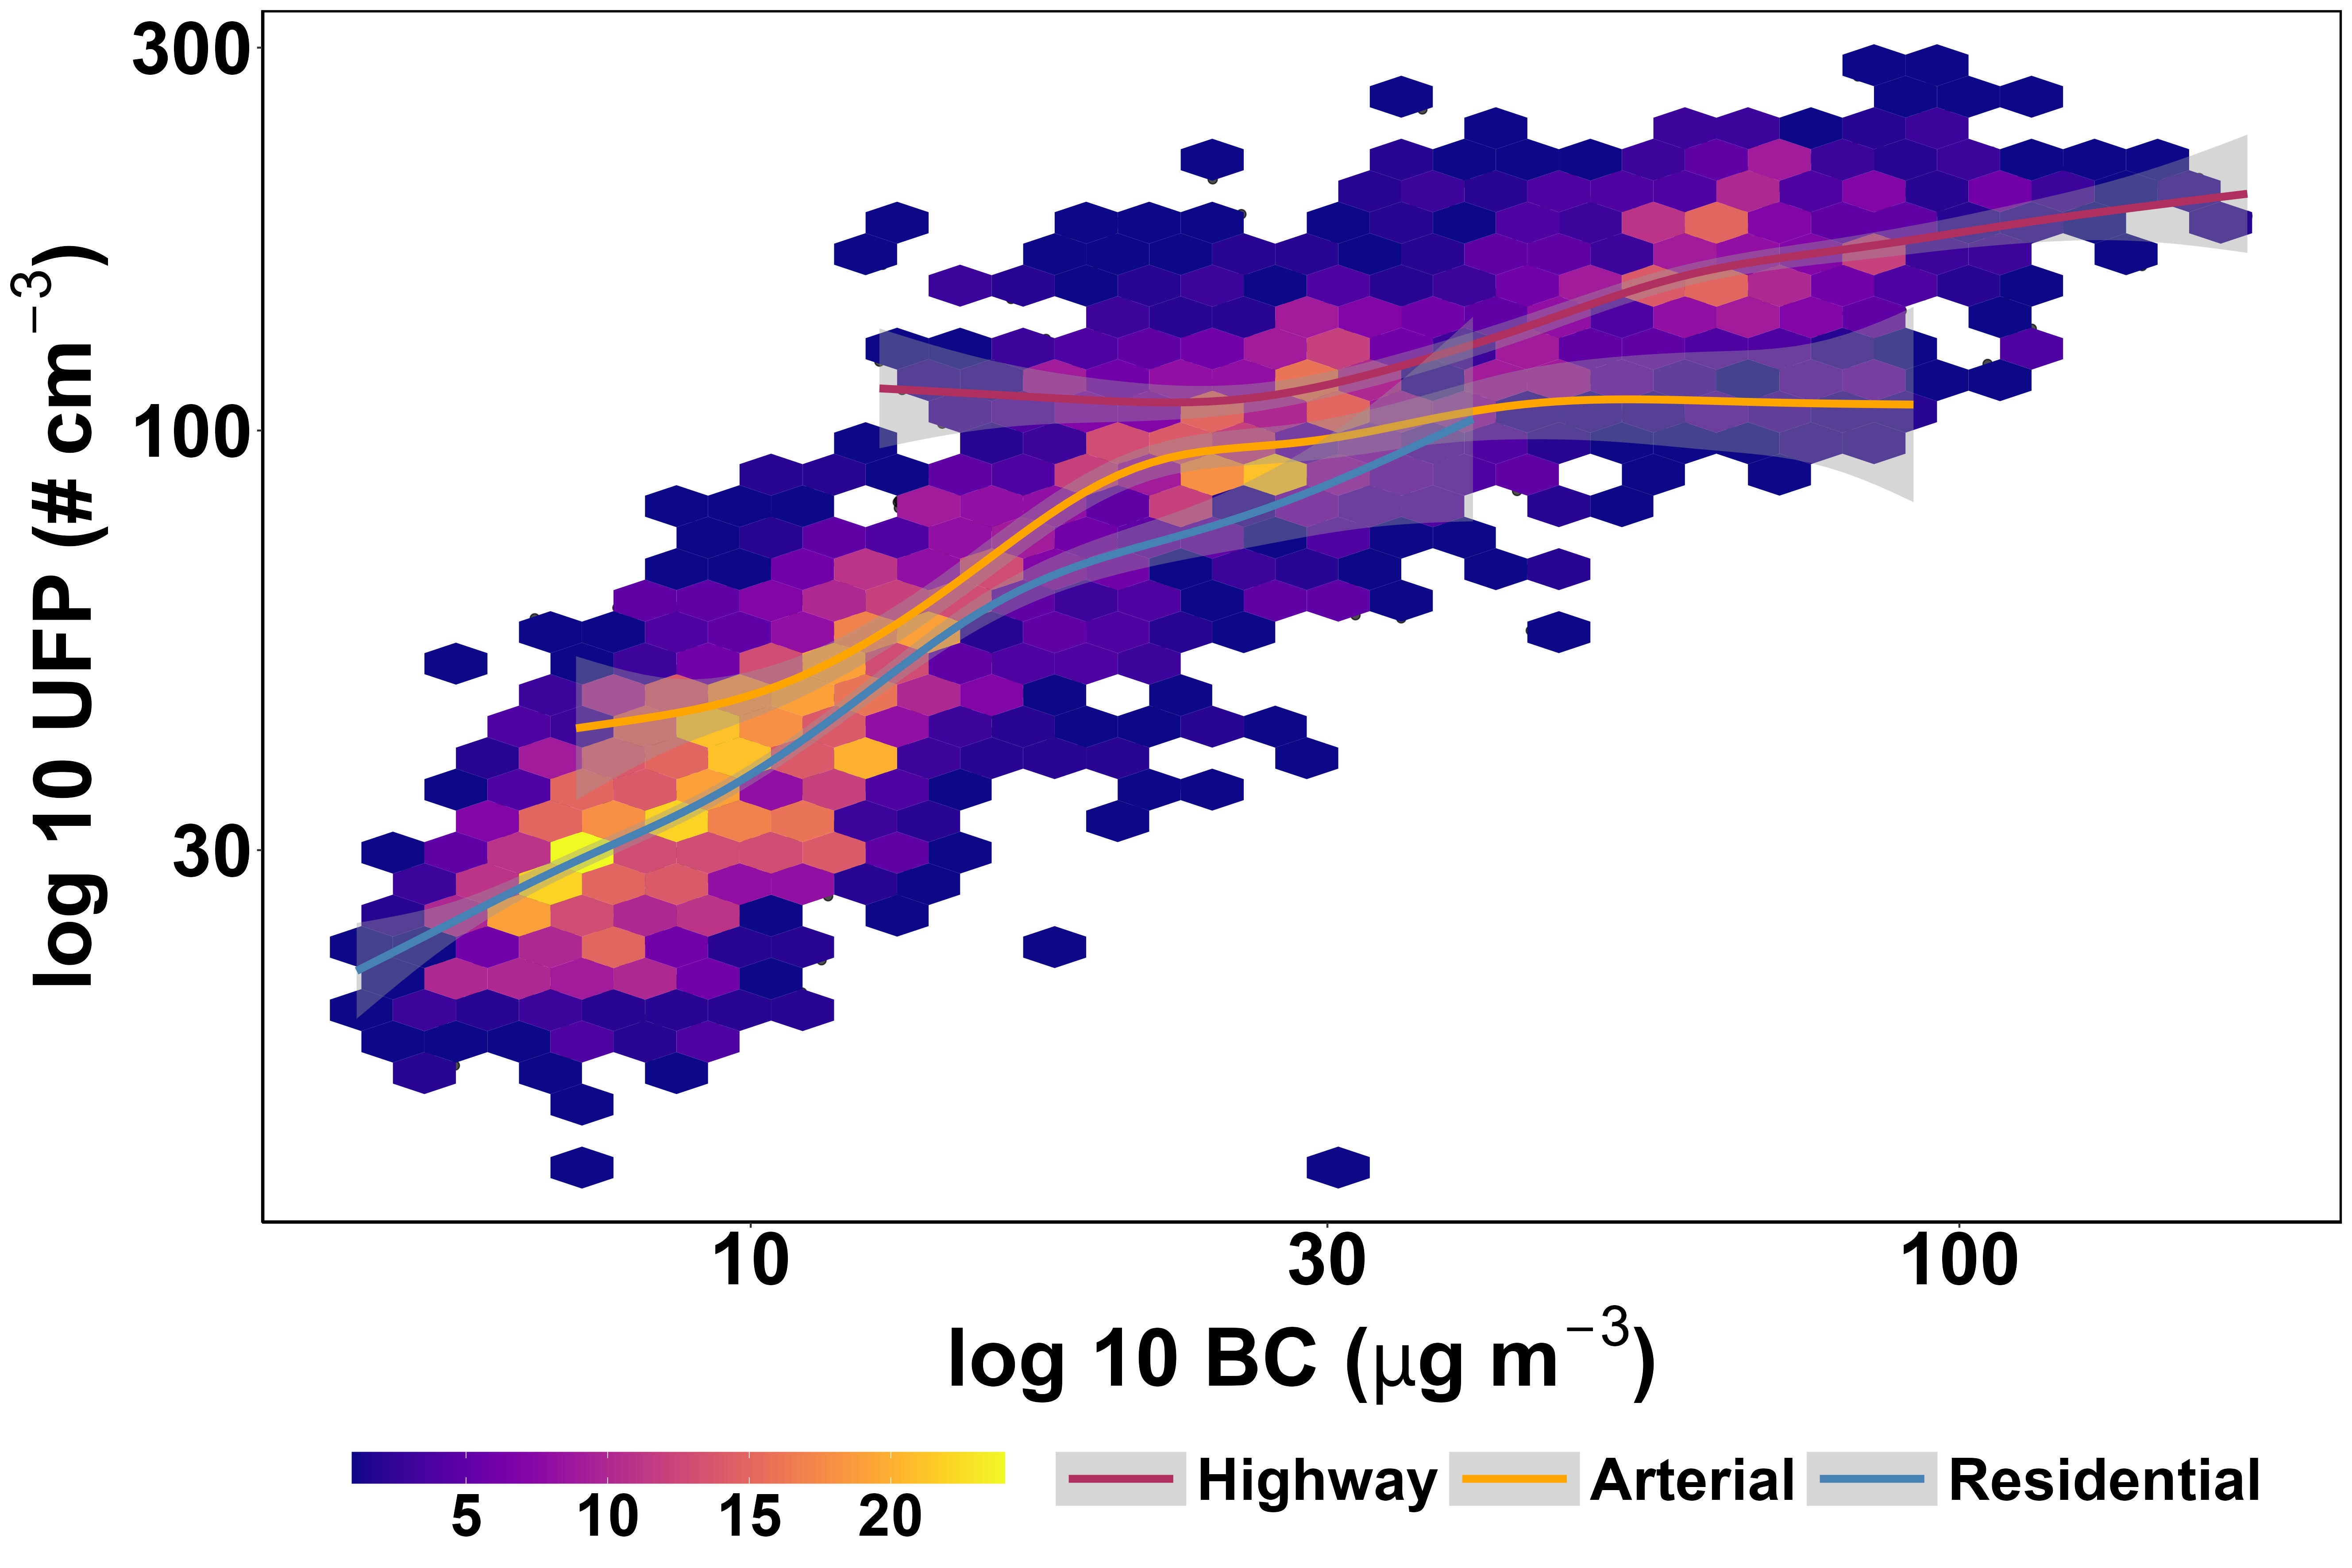 300
100
30
log 10 UFP (# cm⁻³)
10 30 100
log 10 BC (μg m⁻³)
5 10 15 20
Highway Arterial Residential